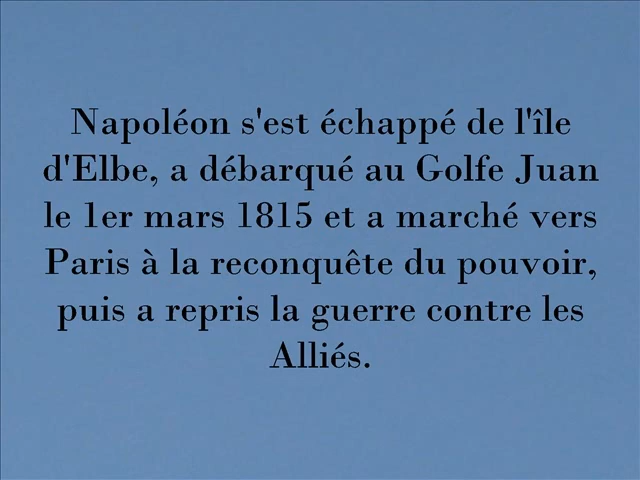 Napoléon s'est échappé de l'île
d'Elbe, a débarqué au Golfe Juan
le 1er mars 1815 et a marché vers
Paris à la reconquête du pouvoir,
puis a repris la guerre contre les
Alliés.